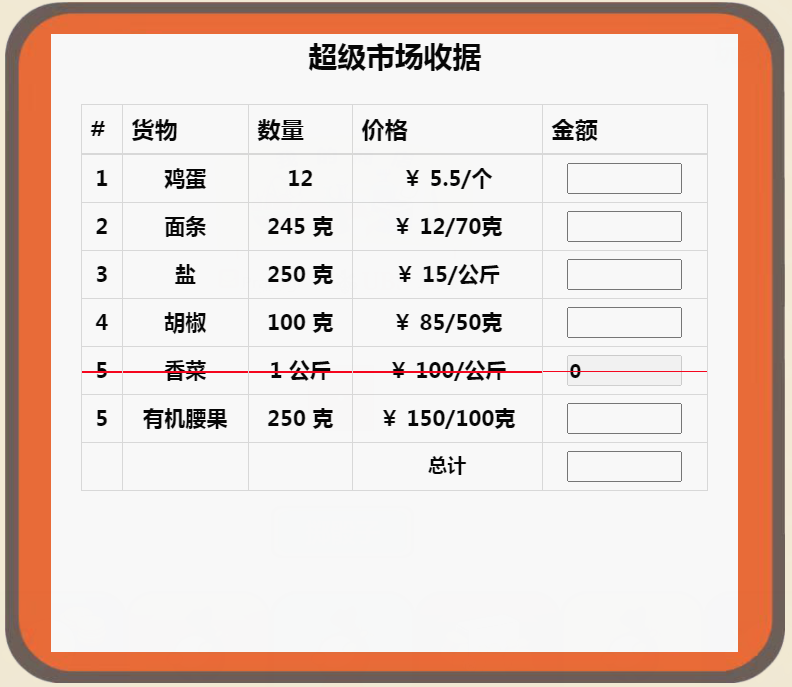 超级市场收据
# 货物 数量 价格 金额
1 鸡蛋 12 ￥ 5.5/个
2 面条 245 克 ￥ 12/70克
3 盐 250 克 ￥ 15/公斤
4 胡椒 100 克 ￥ 85/50克
5 香菜 1 公斤 ￥ 100/公斤 0
5 有机腰果 250 克 ￥ 150/100克
总计